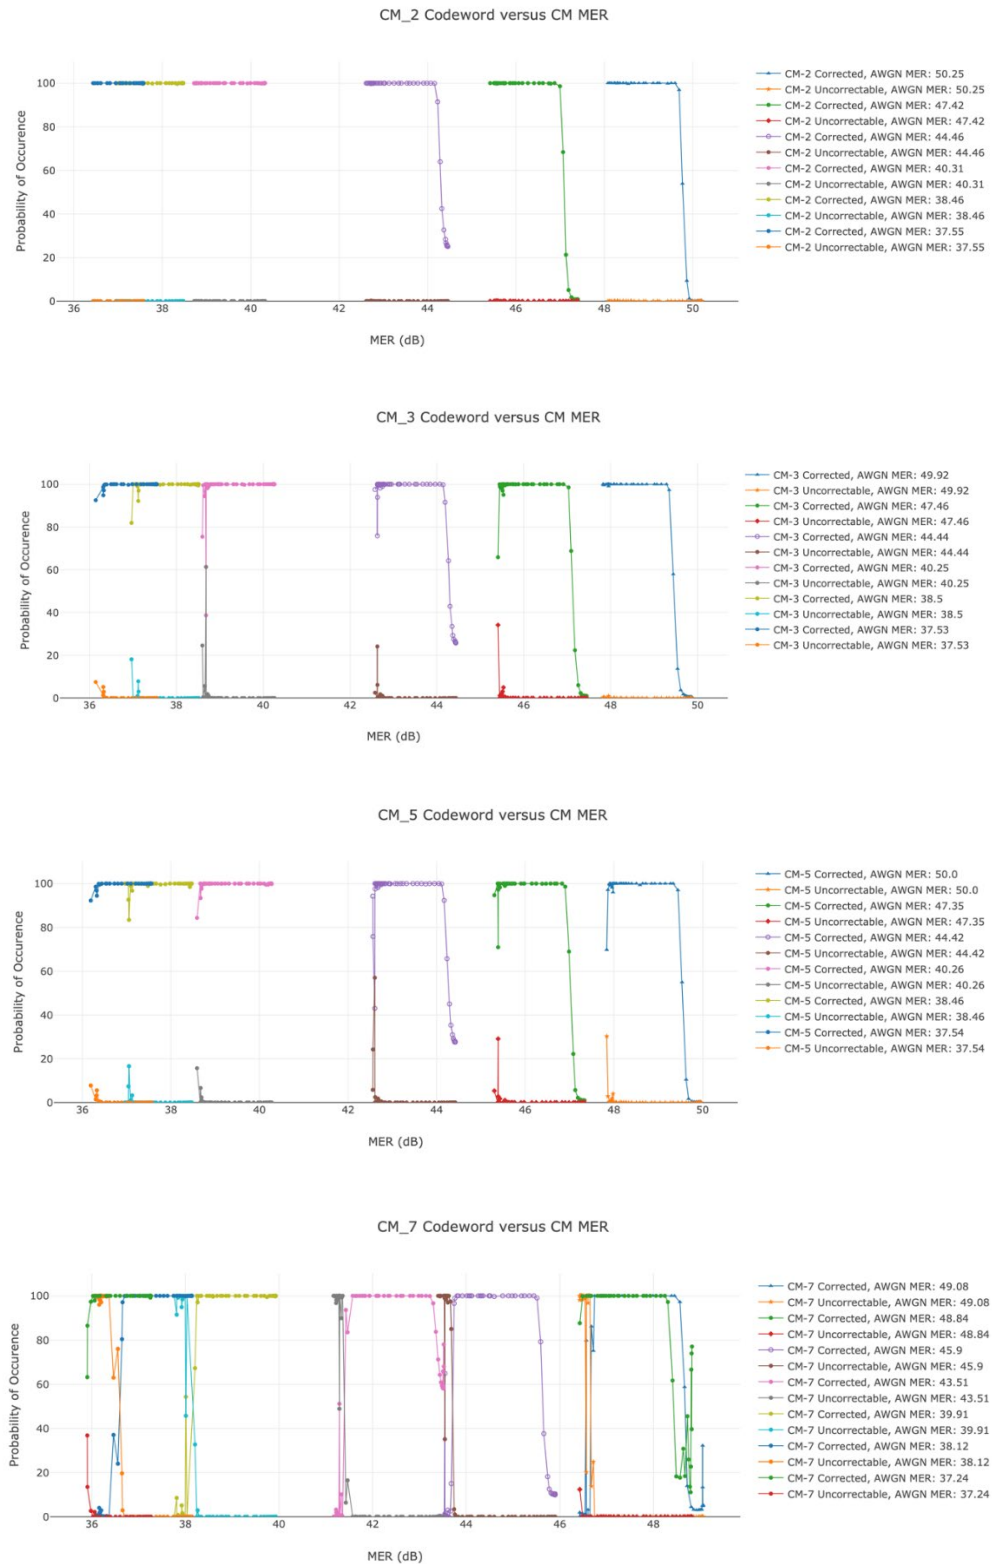 CM_2 Codeword versus CM MER
Probability of Occurence
100
80
60
40
20
0
36
38
40
42
44
46
48
50
MER (dB)
CM-2 Corrected, AWGN MER: 50.25
CM-2 Uncorrectable, AWGN MER: 50.25
CM-2 Corrected, AWGN MER: 47.42
CM-2 Uncorrectable, AWGN MER: 47.42
CM-2 Corrected, AWGN MER: 44.46
CM-2 Uncorrectable, AWGN MER: 44.46
CM-2 Corrected, AWGN MER: 40.31
CM-2 Uncorrectable, AWGN MER: 40.31
CM-2 Corrected, AWGN MER: 38.46
CM-2 Uncorrectable, AWGN MER: 38.46
CM-2 Corrected, AWGN MER: 37.55
CM-2 Uncorrectable, AWGN MER: 37.55
CM_3 Codeword versus CM MER
Probability of Occurence
100
80
60
40
20
0
36
38
40
42
44
46
48
50
MER (dB)
CM-3 Corrected, AWGN MER: 49.92
CM-3 Uncorrectable, AWGN MER: 49.92
CM-3 Corrected, AWGN MER: 47.46
CM-3 Uncorrectable, AWGN MER: 47.46
CM-3 Corrected, AWGN MER: 44.44
CM-3 Uncorrectable, AWGN MER: 44.44
CM-3 Corrected, AWGN MER: 40.25
CM-3 Uncorrectable, AWGN MER: 40.25
CM-3 Corrected, AWGN MER: 38.5
CM-3 Uncorrectable, AWGN MER: 38.5
CM-3 Corrected, AWGN MER: 37.53
CM-3 Uncorrectable, AWGN MER: 37.53
CM_5 Codeword versus CM MER
Probability of Occurence
100
80
60
40
20
0
36
38
40
42
44
46
48
50
MER (dB)
CM-5 Corrected, AWGN MER: 50.0
CM-5 Uncorrectable, AWGN MER: 50.0
CM-5 Corrected, AWGN MER: 47.35
CM-5 Uncorrectable, AWGN MER: 47.35
CM-5 Corrected, AWGN MER: 44.42
CM-5 Uncorrectable, AWGN MER: 44.42
CM-5 Corrected, AWGN MER: 40.26
CM-5 Uncorrectable, AWGN MER: 40.26
CM-5 Corrected, AWGN MER: 38.46
CM-5 Uncorrectable, AWGN MER: 38.46
CM-5 Corrected, AWGN MER: 37.54
CM-5 Uncorrectable, AWGN MER: 37.54
CM_7 Codeword versus CM MER
Probability of Occurence
100
80
60
40
20
0
36
38
40
42
44
46
48
MER (dB)
CM-7 Corrected, AWGN MER: 49.08
CM-7 Uncorrectable, AWGN MER: 49.08
CM-7 Corrected, AWGN MER: 48.84
CM-7 Uncorrectable, AWGN MER: 48.84
CM-7 Corrected, AWGN MER: 45.9
CM-7 Uncorrectable, AWGN MER: 45.9
CM-7 Corrected, AWGN MER: 43.51
CM-7 Uncorrectable, AWGN MER: 43.51
CM-7 Corrected, AWGN MER: 39.91
CM-7 Uncorrectable, AWGN MER: 39.91
CM-7 Corrected, AWGN MER: 38.12
CM-7 Uncorrectable, AWGN MER: 38.12
CM-7 Corrected, AWGN MER: 37.24
CM-7 Uncorrectable, AWGN MER: 37.24